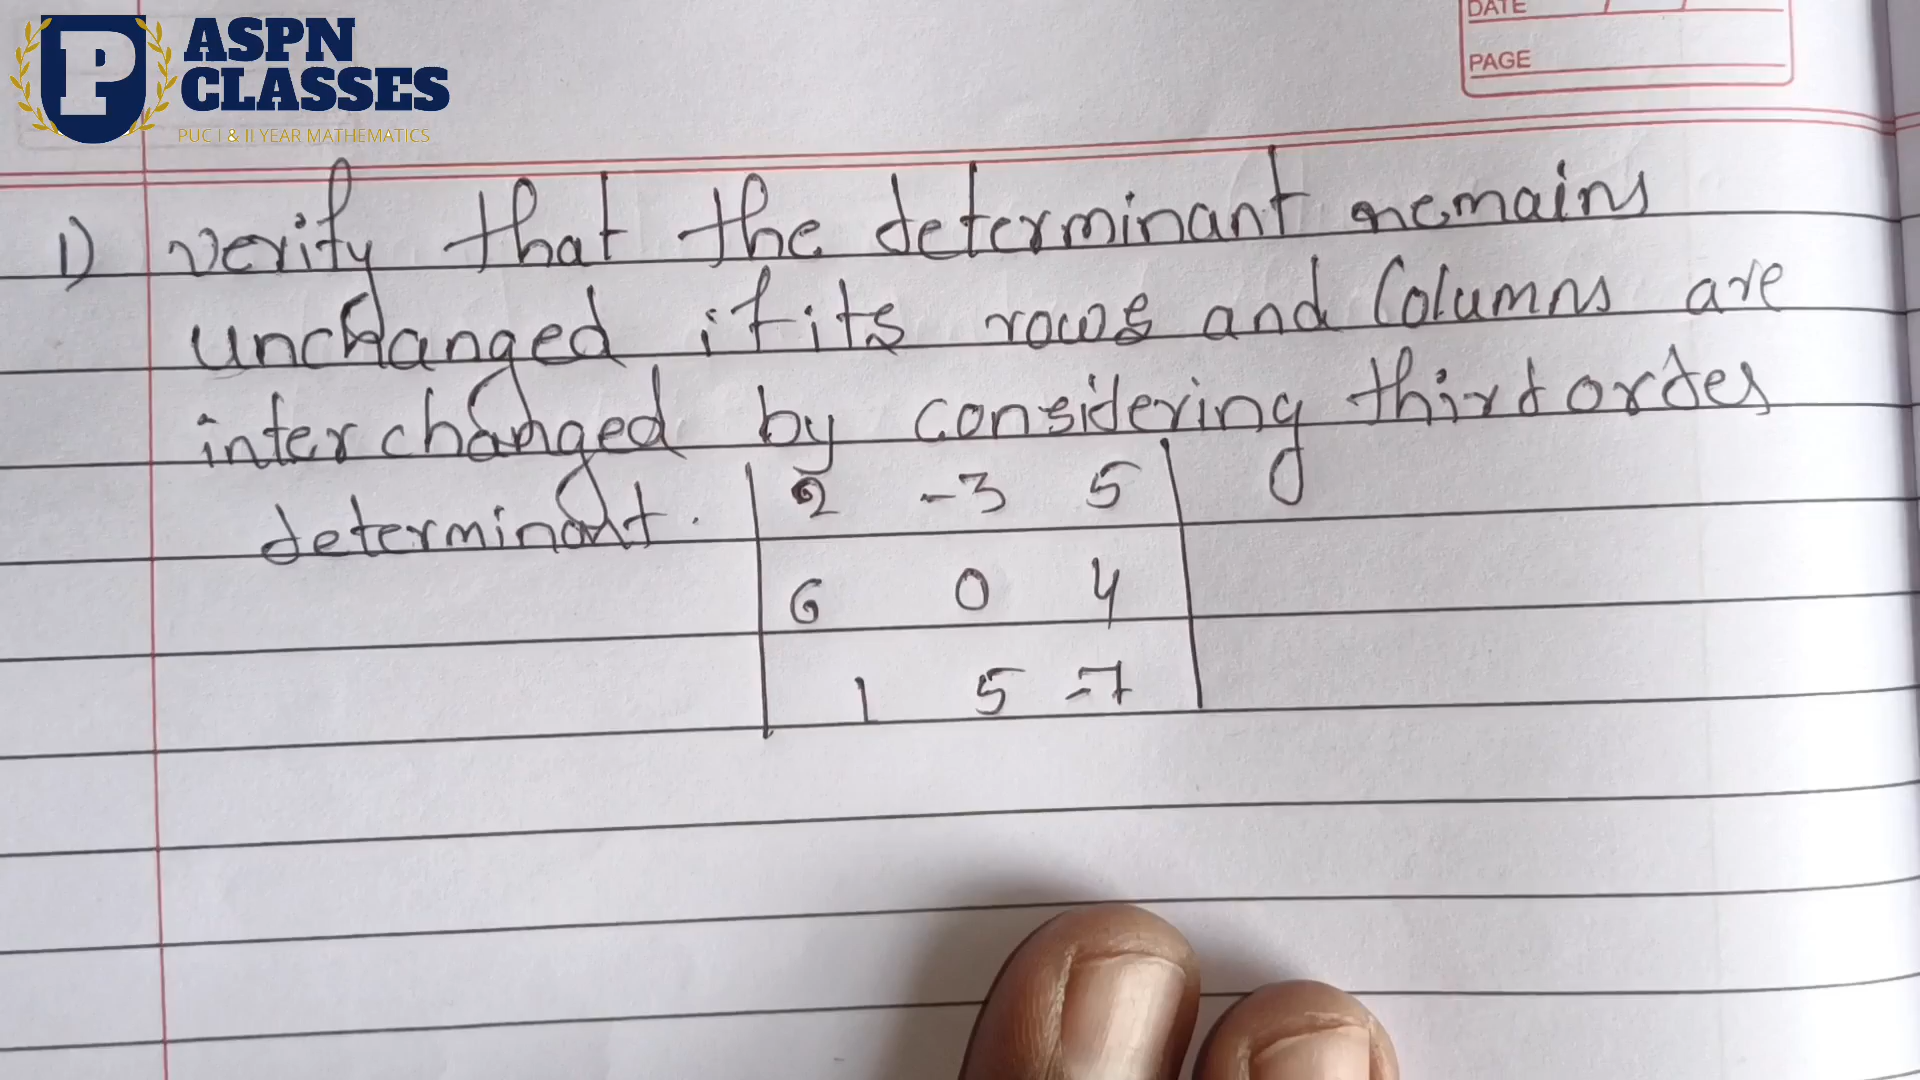 ASPN
CLASSES
PUC I & II YEAR MATHEMATICS
DATE
PAGE
1) verify that the determinant remains
unchanged if its rows and Columns are
interchanged by considering third order
determinant.
2 -3 5
6 0 4
1 5 -7